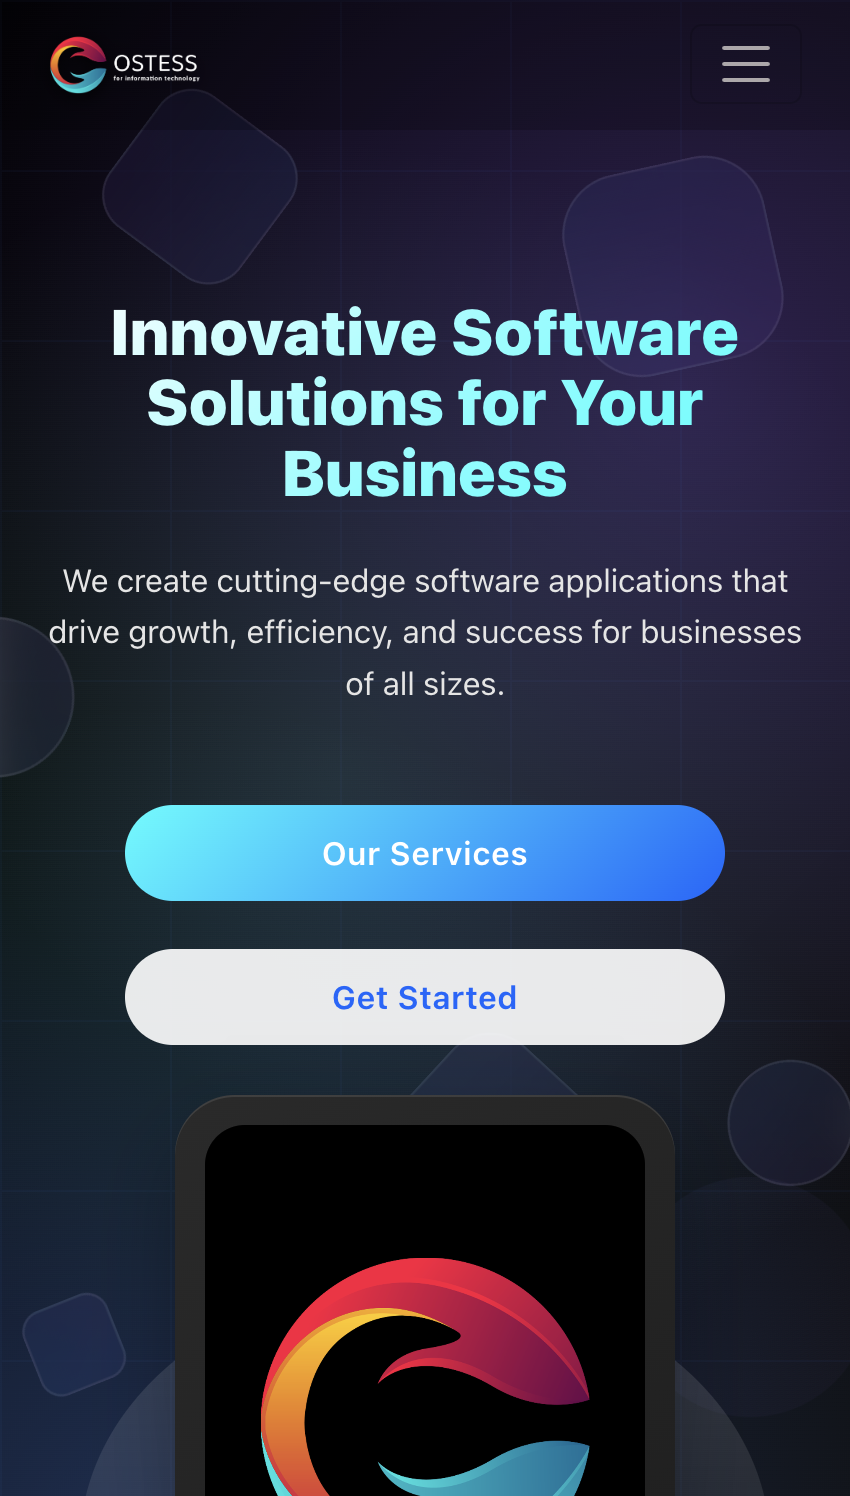 OSTESS
for information technology
Innovative Software
Solutions for Your
Business
We create cutting-edge software applications that
drive growth, efficiency, and success for businesses
of all sizes.
Our Services
Get Started